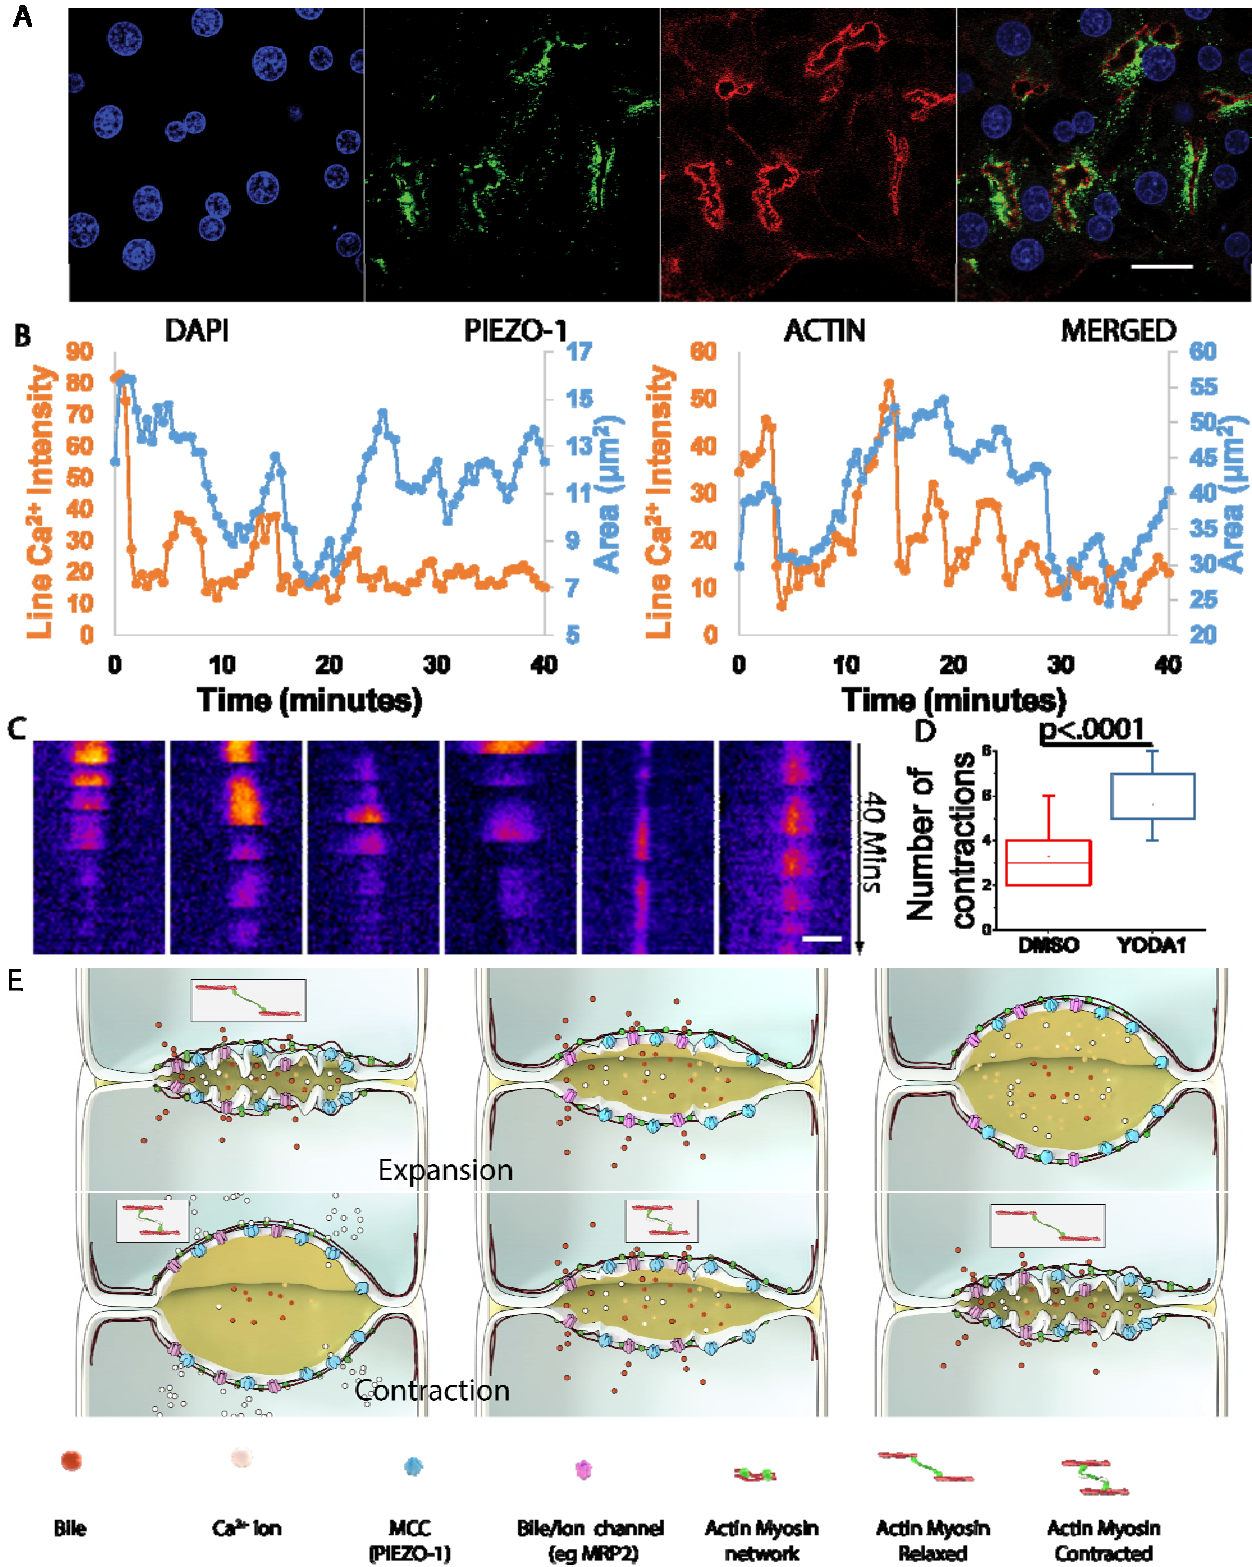 A
DAPI
PIEZO-1
ACTIN
MERGED
B
90
80
70
60
50
40
30
20
10
0
Line Ca²⁺ Intensity
17
15
13
11
9
7
5
Area (µm²)
0 10 20 30 40
Time (minutes)
60
50
40
30
20
10
0
Line Ca²⁺ Intensity
60
55
50
45
40
35
30
25
20
Area (µm²)
0 10 20 30 40
Time (minutes)
C
40 Mins
D
p<.0001
Number of
contractions
8
6
4
2
0
DMSO YODA1
E
Expansion
Contraction
Bile
Ca²⁺ Ion
MCC
(PIEZO-1)
Bile/Ion channel
(eg MRP2)
Actin Myosin
network
Actin Myosin
Relaxed
Actin Myosin
Contracted